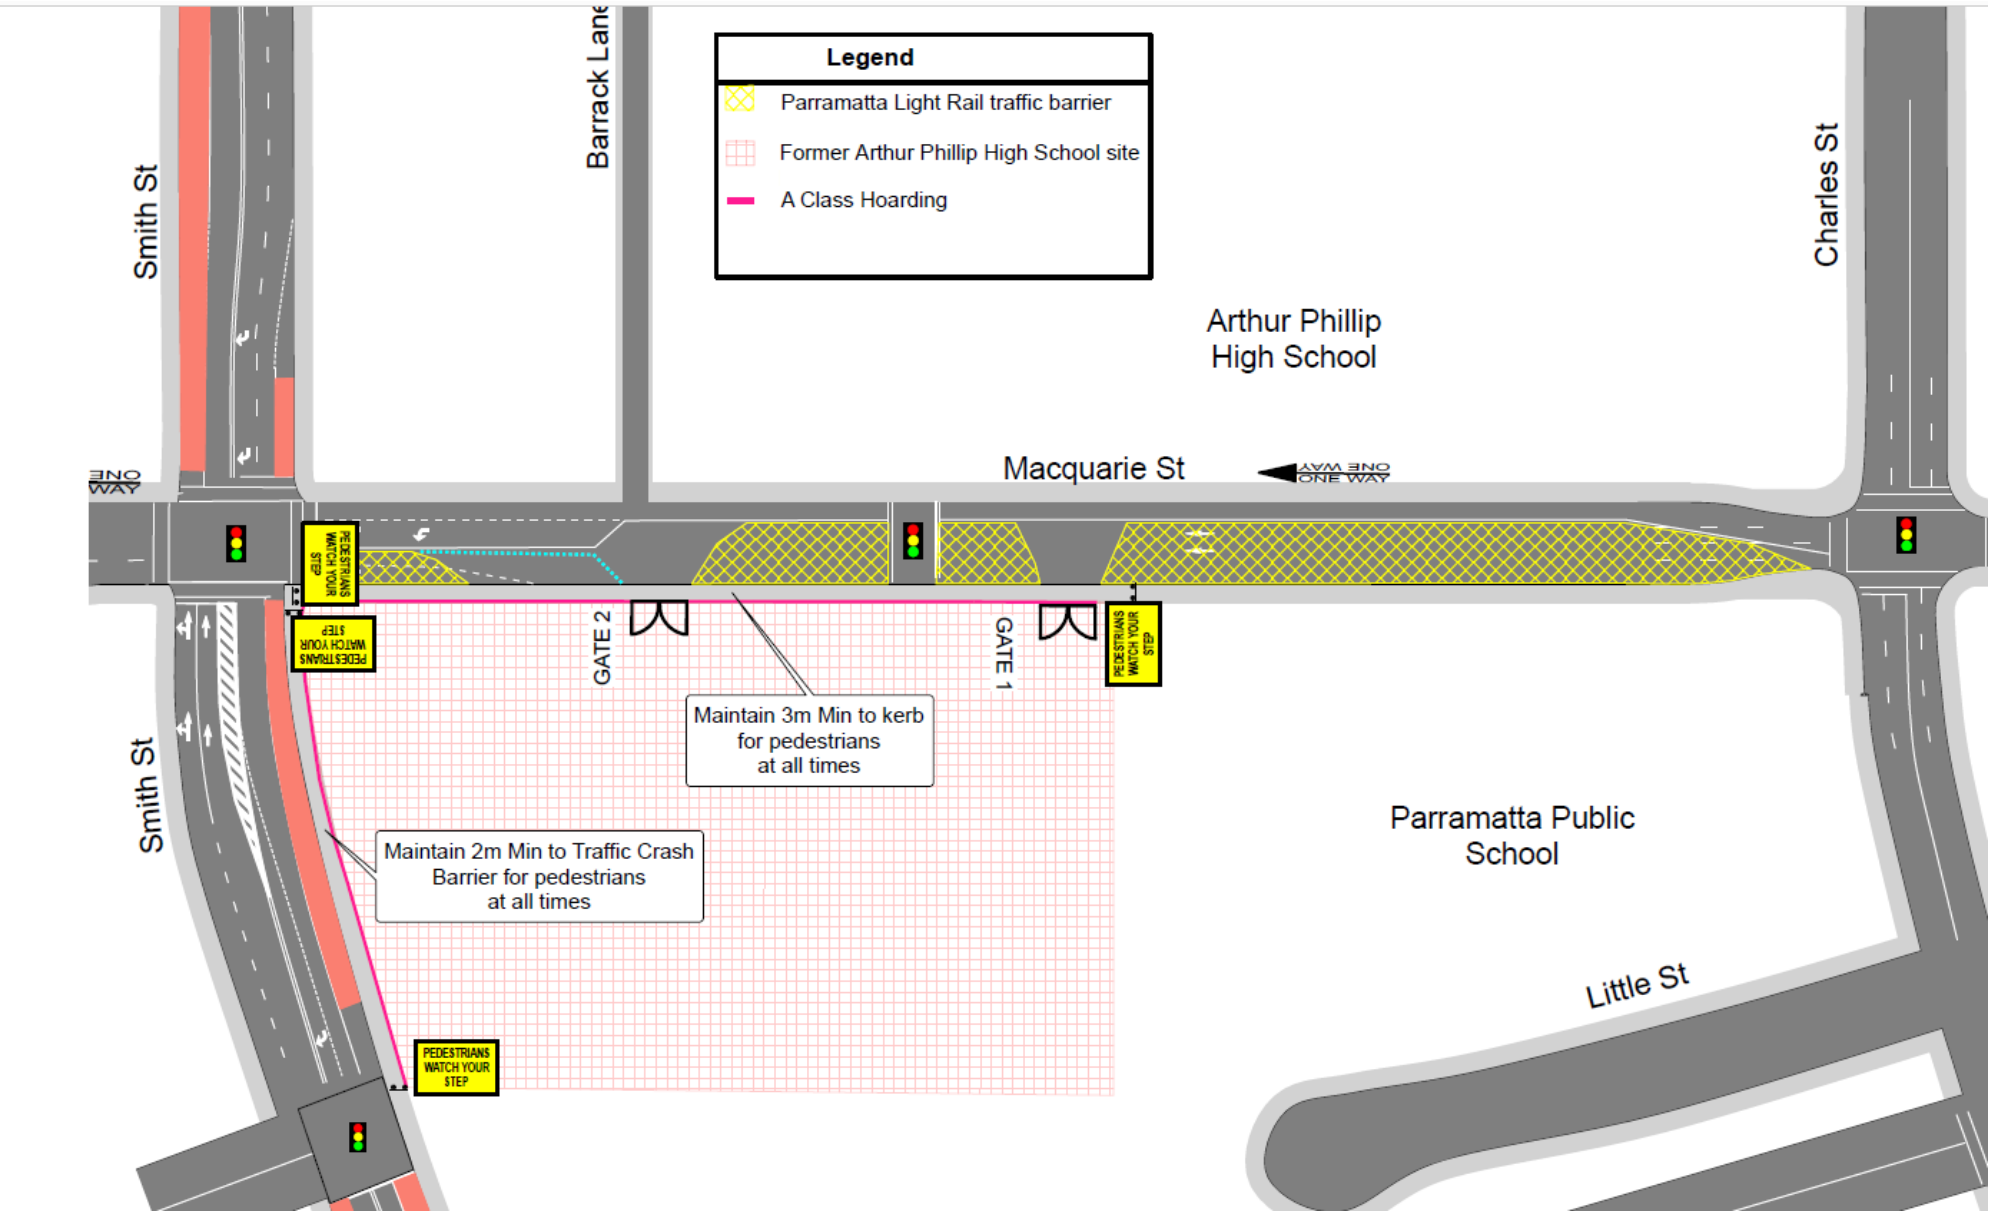 Legend
Parramatta Light Rail traffic barrier
Former Arthur Phillip High School site
A Class Hoarding
Smith St
Barrack Lane
Charles St
Arthur Phillip
High School
Macquarie St
ONE WAY
ONE WAY
ONE
WAY
PEDESTRIANS
WATCH YOUR
STEP
PEDESTRIANS
WATCH YOUR
STEP
GATE 2
GATE 1
PEDESTRIANS
WATCH YOUR
STEP
Maintain 3m Min to kerb
for pedestrians
at all times
Smith St
Maintain 2m Min to Traffic Crash
Barrier for pedestrians
at all times
Parramatta Public
School
Little St
PEDESTRIANS
WATCH YOUR
STEP